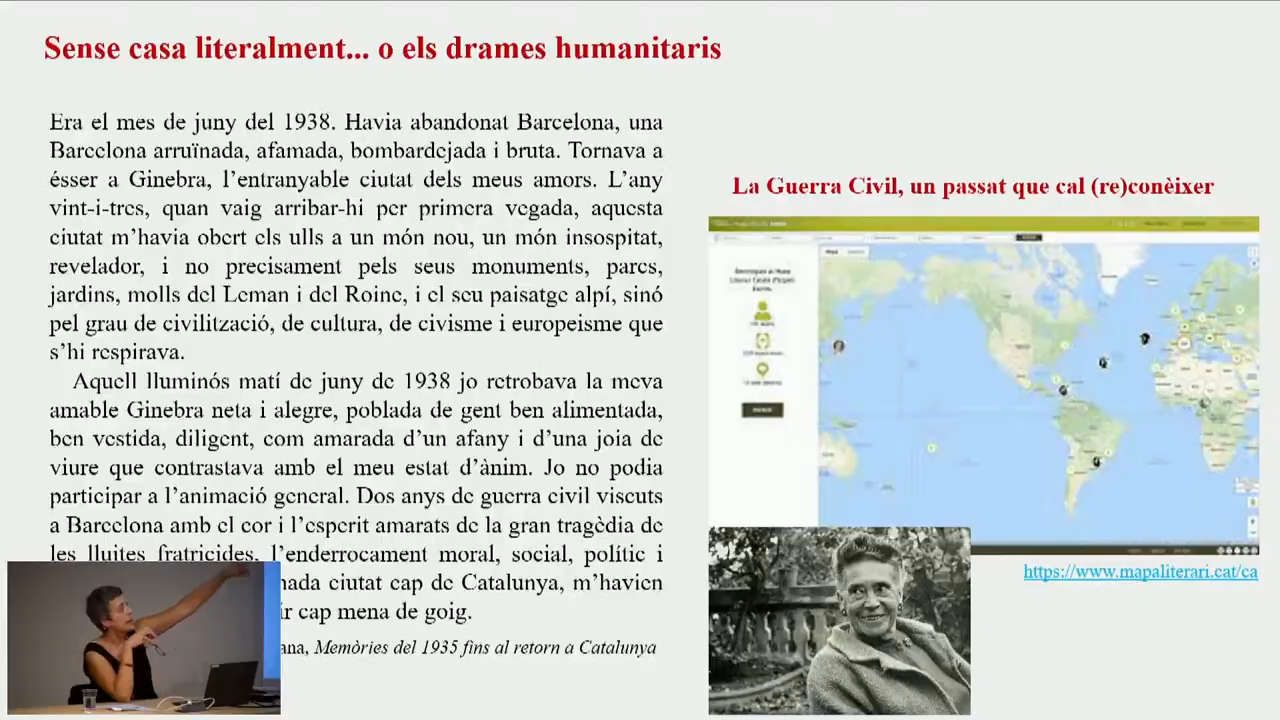 Sense casa literalment... o els drames humanitaris
Era el mes de juny del 1938. Havia abandonat Barcelona, una
Barcelona arruïnada, afamada, bombardejada i bruta. Tornava a
ésser a Ginebra, l’entranyable ciutat dels meus amors. L’any
vint-i-tres, quan vaig arribar-hi per primera vegada, aquesta
ciutat m’havia obert els ulls a un món nou, un món insospitat,
revelador, i no precisament pels seus monuments, parcs,
jardins, molls del Leman i del Roine, i el seu paisatge alpí, sinó
pel grau de civilització, de cultura, de civisme i europeisme que
s’hi respirava.
Aquell lluminós matí de juny de 1938 jo retrobava la meva
amable Ginebra neta i alegre, poblada de gent ben alimentada,
ben vestida, diligent, com amarada d’un afany i d’una joia de
viure que contrastava amb el meu estat d’ànim. Jo no podia
participar a l’animació general. Dos anys de guerra civil viscuts
a Barcelona amb el cor i l’esperit amarats de la gran tragèdia de
les lluites fratricides, l’enderrocament moral, social, polític i
nada ciutat cap de Catalunya, m’havien
ir cap mena de goig.
ana, Memòries del 1935 fins al retorn a Catalunya
La Guerra Civil, un passat que cal (re)conèixer
https://www.mapaliterari.cat/ca